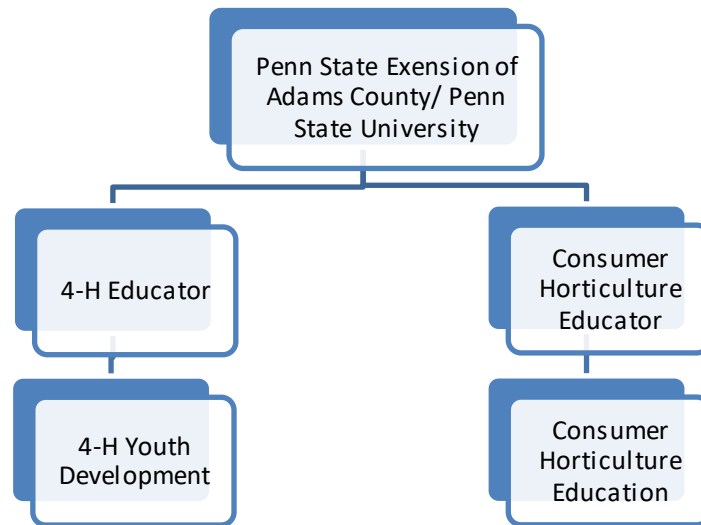 Penn State Exension of
Adams County/ Penn
State University
4-H Educator
Consumer
Horticulture
Educator
4-H Youth
Development
Consumer
Horticulture
Education